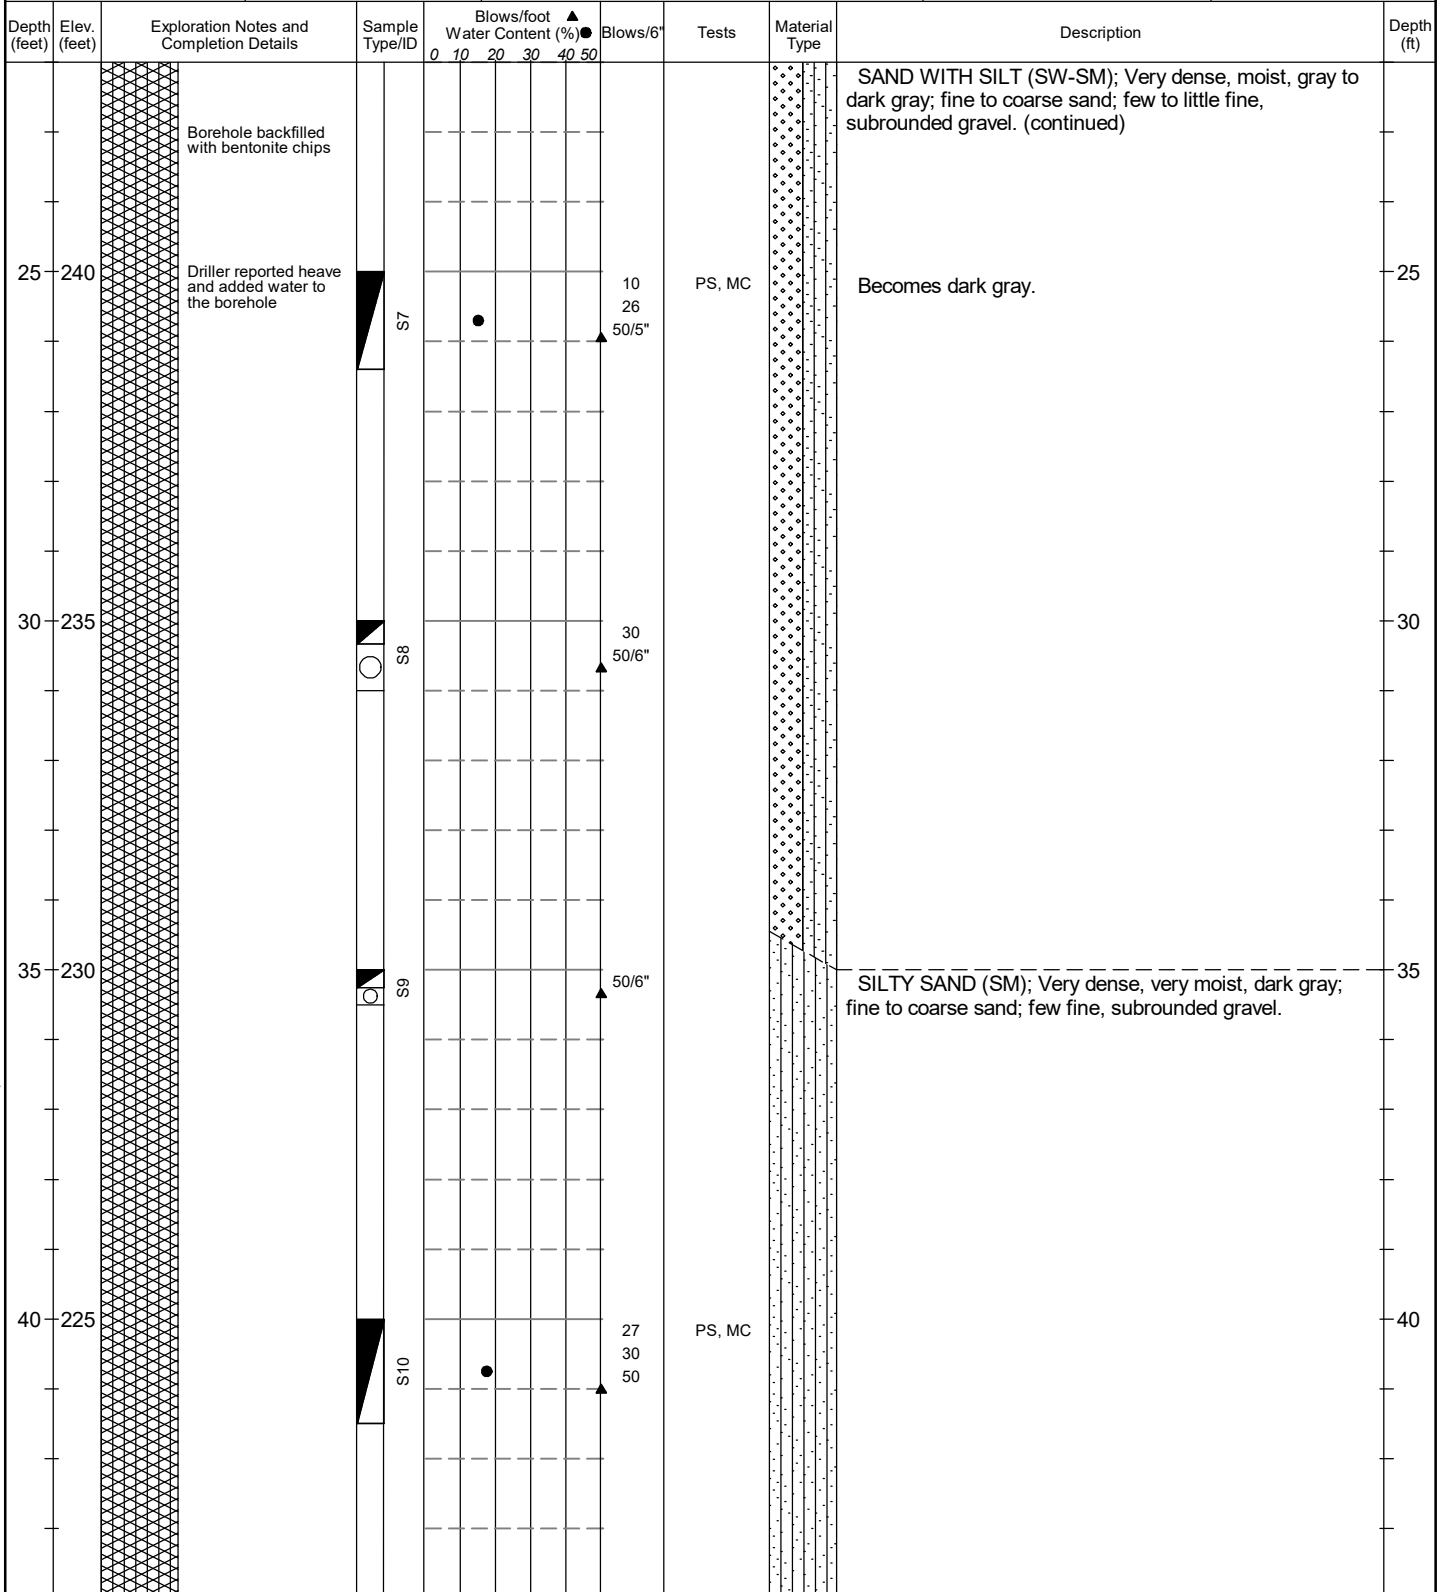 Depth
(feet)
Elev.
(feet)
Exploration Notes and
Completion Details
Sample
Type/ID
Blows/foot ▲
Water Content (%) ●
0 10 20 30 40 50
Blows/6"
Tests
Material
Type
Description
Depth
(ft)
SAND WITH SILT (SW-SM); Very dense, moist, gray to
dark gray; fine to coarse sand; few to little fine,
subrounded gravel. (continued)
Borehole backfilled
with bentonite chips
25 240
Driller reported heave
and added water to
the borehole
S7
10
26
50/5"
PS, MC
Becomes dark gray.
25
30 235
S8
30
50/6"
30
35 230
S9
50/6"
35
SILTY SAND (SM); Very dense, very moist, dark gray;
fine to coarse sand; few fine, subrounded gravel.
40 225
S10
27
30
50
PS, MC
40